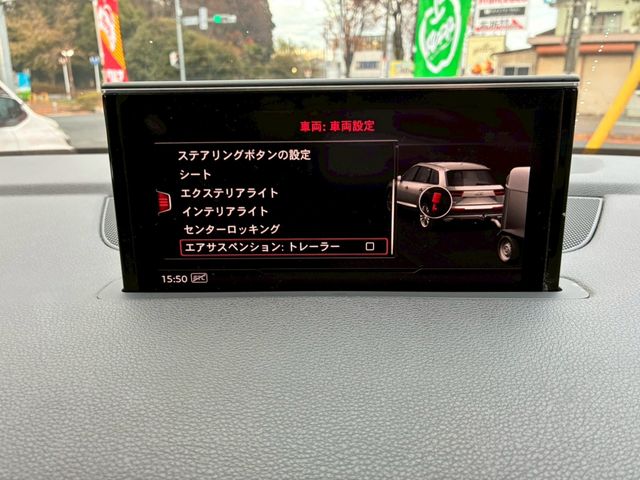 車両: 車両設定
ステアリングボタンの設定
シート
エクステリアライト
インテリアライト
センターロッキング
エアサスペンション: トレーラー
15:50